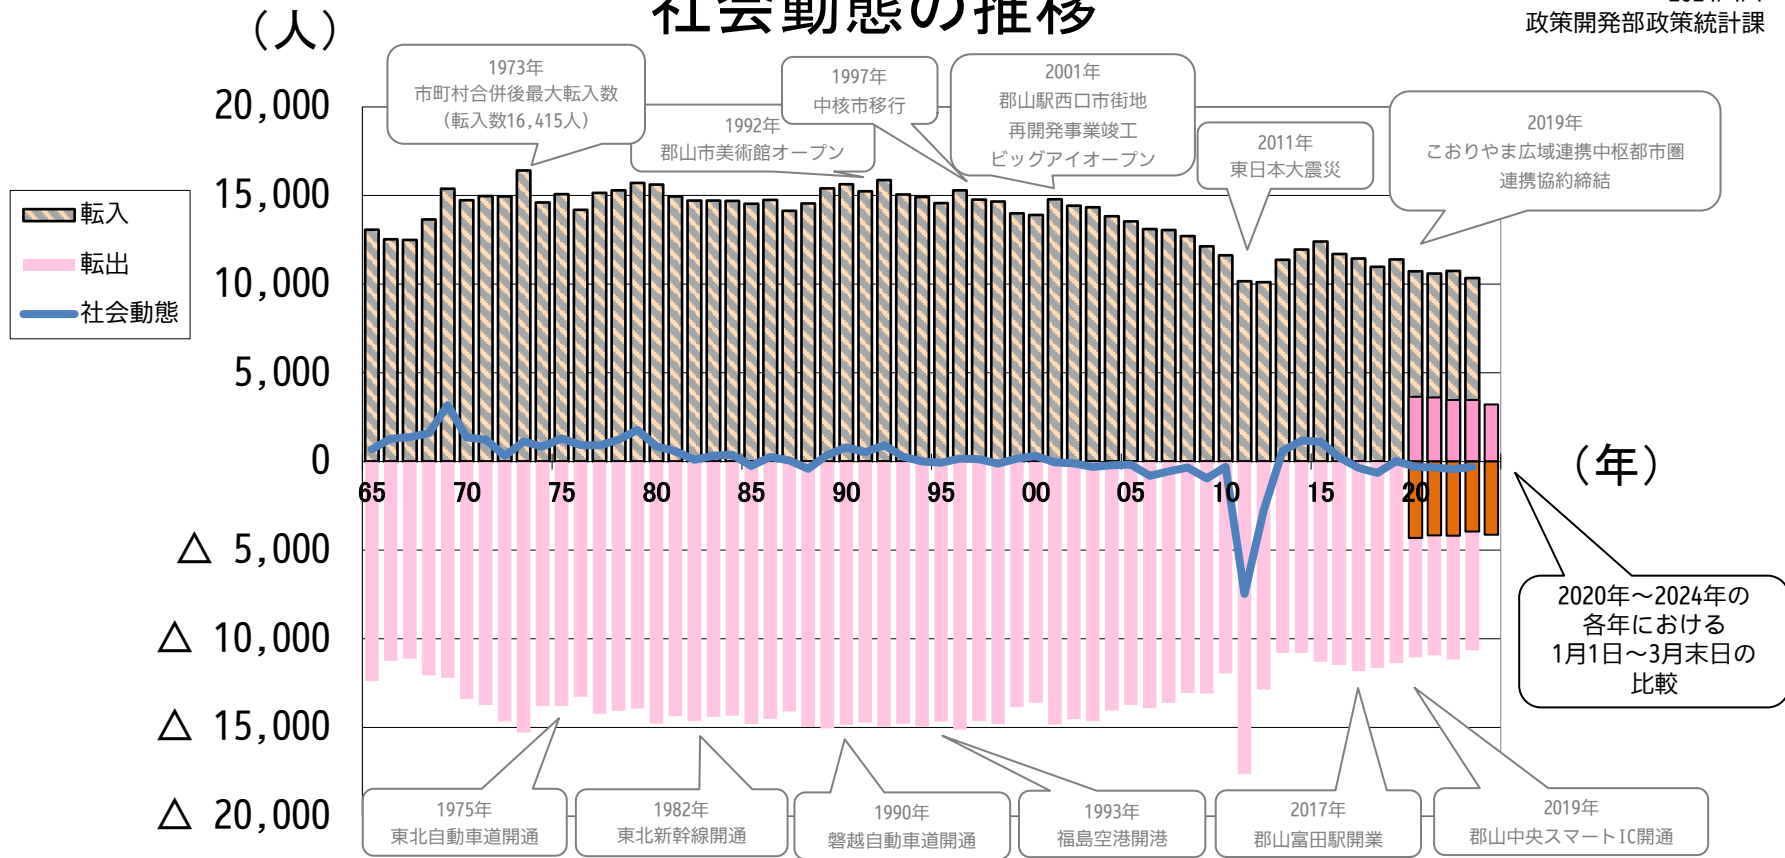 社会動態の推移
政策開発部政策統計課
（人）
1973年
市町村合併後最大転入数
（転入数16,415人）
1992年
郡山市美術館オープン
1997年
中核市移行
2001年
郡山駅西口市街地
再開発事業竣工
ビッグアイオープン
2011年
東日本大震災
2019年
こおりやま広域連携中枢都市圏
連携協約締結
転入
転出
社会動態
20,000
15,000
10,000
5,000
0
△ 5,000
△ 10,000
△ 15,000
△ 20,000
65 70 75 80 85 90 95 00 05 10 15 20
（年）
2020年～2024年の
各年における
1月1日～3月末日の
比較
1975年
東北自動車道開通
1982年
東北新幹線開通
1990年
磐越自動車道開通
1993年
福島空港開港
2017年
郡山富田駅開業
2019年
郡山中央スマートIC開通